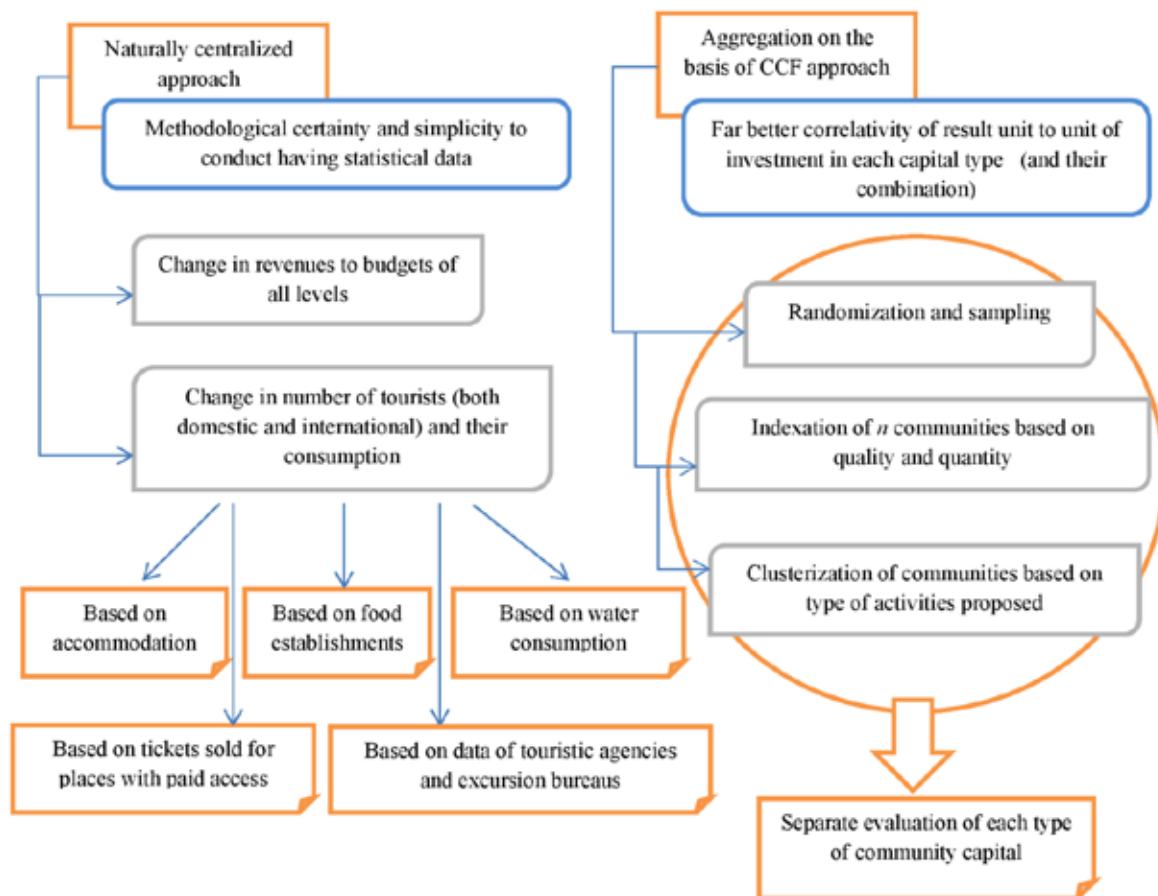 Naturally centralized
approach
Methodological certainty and simplicity to
conduct having statistical data
Change in revenues to budgets of
all levels
Change in number of tourists (both
domestic and international) and their
consumption
Based on
accommodation
Based on food
establishments
Based on water
consumption
Based on tickets sold for
places with paid access
Based on data of touristic agencies
and excursion bureaus
Aggregation on the
basis of CCF approach
Far better correlativity of result unit to unit of
investment in each capital type (and their
combination)
Randomization and sampling
Indexation of n communities based on
quality and quantity
Clusterization of communities based on
type of activities proposed
Separate evaluation of each type
of community capital